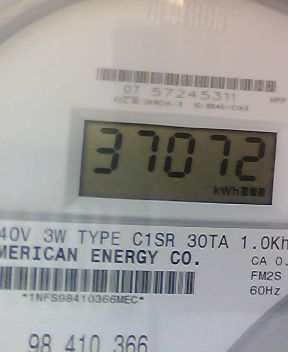 CENTRON
07 57245311
37072
kWh
40V 3W TYPE C1SR 30TA 1.0Kh
MERICAN ENERGY CO.
CA 0.
FM2S
60Hz
*1NFS98410366MEC*
98 410 366